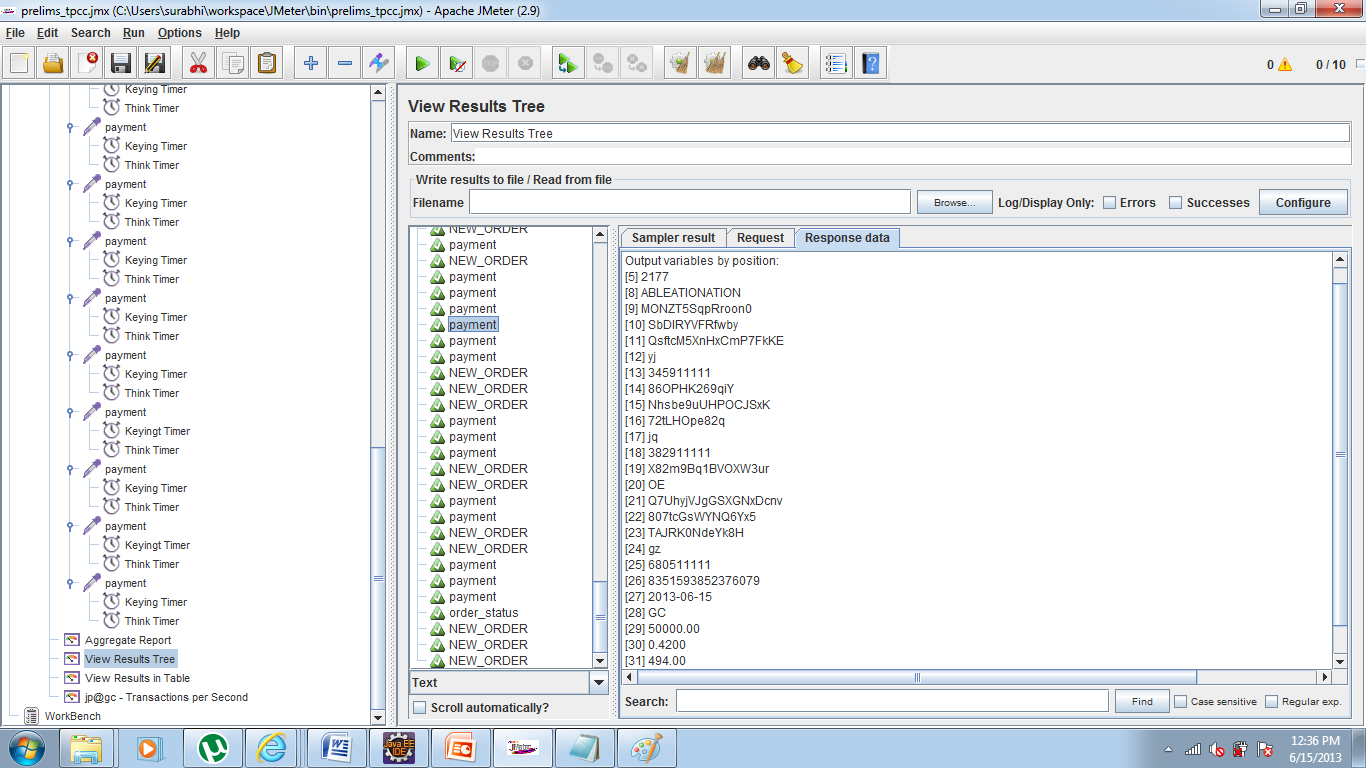 prelims_tpcc.jmx (C:\Users\surabhi\workspace\JMeter\bin\prelims_tpcc.jmx) - Apache JMeter (2.9)
File Edit Search Run Options Help
0 0 / 10
Keying Timer
Think Timer
payment
Keying Timer
Think Timer
payment
Keying Timer
Think Timer
payment
Keying Timer
Think Timer
payment
Keying Timer
Think Timer
payment
Keying Timer
Think Timer
payment
Keyingt Timer
Think Timer
payment
Keying Timer
Think Timer
payment
Keyingt Timer
Think Timer
payment
Keying Timer
Think Timer
Aggregate Report
View Results Tree
View Results in Table
jp@gc - Transactions per Second
WorkBench
View Results Tree
Name: View Results Tree
Comments:
Write results to file / Read from file
Filename Browse... Log/Display Only: Errors Successes Configure
NEW_ORDER
payment
NEW_ORDER
payment
payment
payment
payment
payment
payment
NEW_ORDER
NEW_ORDER
NEW_ORDER
payment
payment
payment
NEW_ORDER
NEW_ORDER
payment
payment
NEW_ORDER
NEW_ORDER
payment
payment
payment
order_status
NEW_ORDER
NEW_ORDER
NEW_ORDER
Text
Scroll automatically?
Sampler result Request Response data
Output variables by position:
[5] 2177
[8] ABLEATIONATION
[9] MONZT5SqpRroon0
[10] SbDIRYVFRfwby
[11] QsftcM5XnHxCmP7FkKE
[12] yj
[13] 345911111
[14] 86OPHK269qiY
[15] Nhsbe9uUHPOCJSxK
[16] 72tLHOpe82q
[17] jq
[18] 382911111
[19] X82m9Bq1BVOXW3ur
[20] OE
[21] Q7UhyjVJgGSXGNxDcnv
[22] 807tcGsWYNQ6Yx5
[23] TAJRK0NdeYk8H
[24] gz
[25] 680511111
[26] 8351593852376079
[27] 2013-06-15
[28] GC
[29] 50000.00
[30] 0.4200
[31] 494.00
Search: Find Case sensitive Regular exp.
Java EE
IDE
12:36 PM
6/15/2013